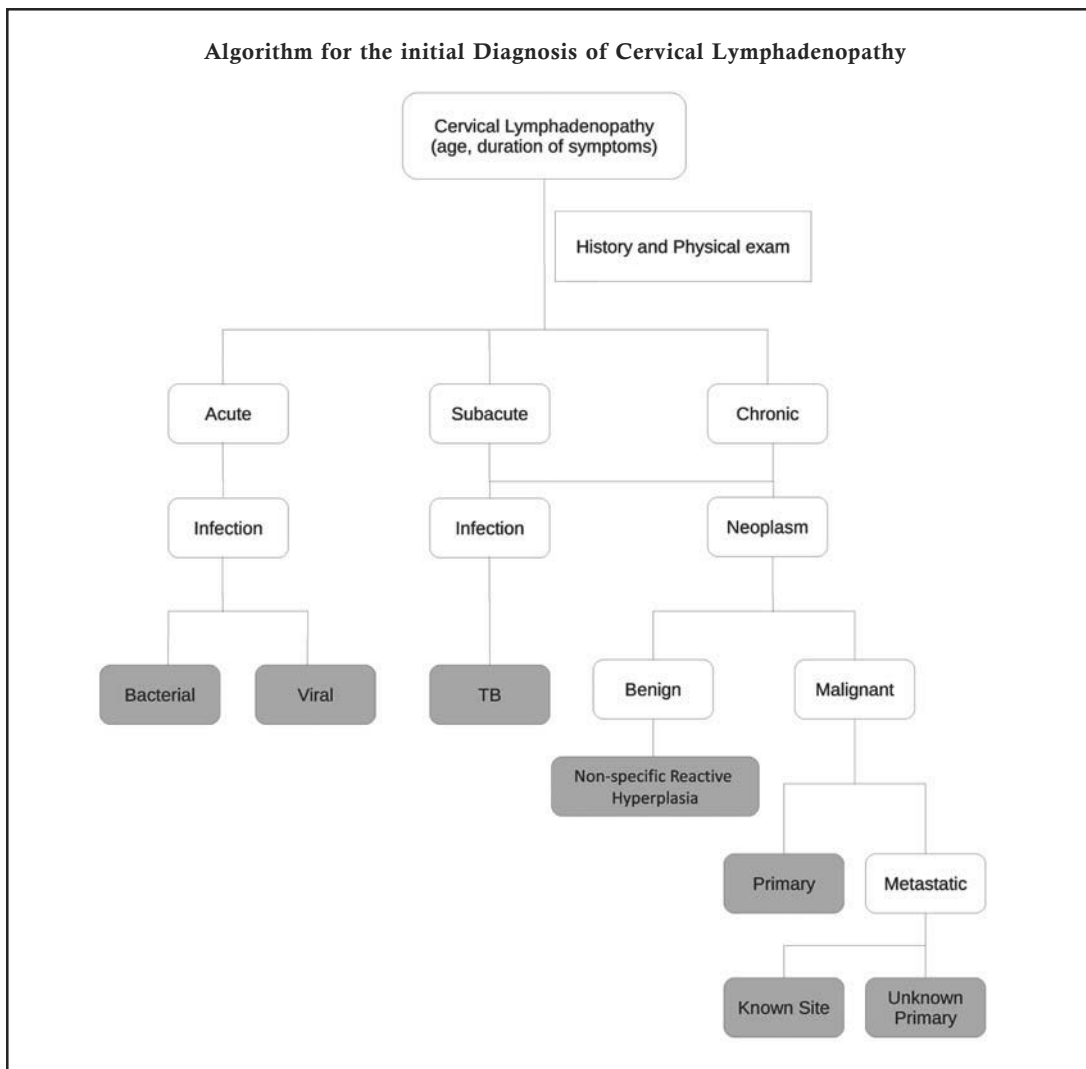 Algorithm for the initial Diagnosis of Cervical Lymphadenopathy
Cervical Lymphadenopathy
(age, duration of symptoms)
History and Physical exam
Acute
Subacute
Chronic
Infection
Infection
Neoplasm
Bacterial
Viral
TB
Benign
Malignant
Non-specific Reactive
Hyperplasia
Primary
Metastatic
Known Site
Unknown
Primary